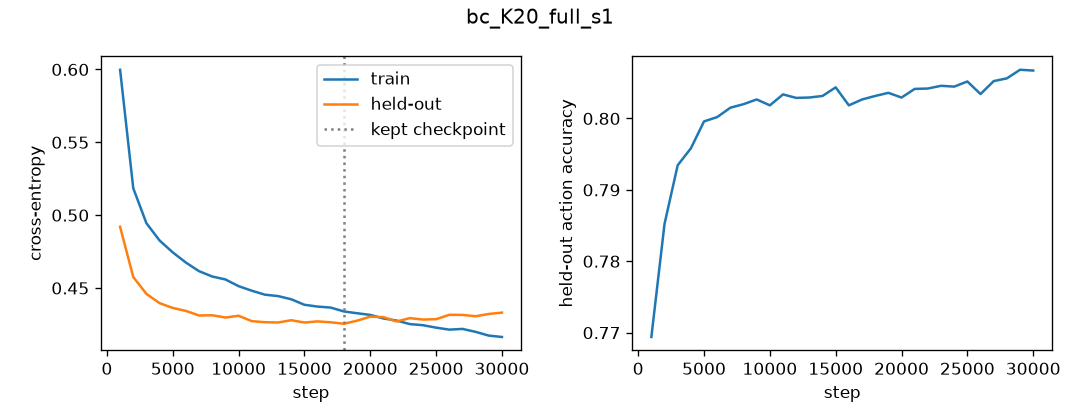 bc_K20_full_s1
cross-entropy
0.60
0.55
0.50
0.45
train
held-out
kept checkpoint
0 5000 10000 15000 20000 25000 30000
step
held-out action accuracy
0.80
0.79
0.78
0.77
0 5000 10000 15000 20000 25000 30000
step